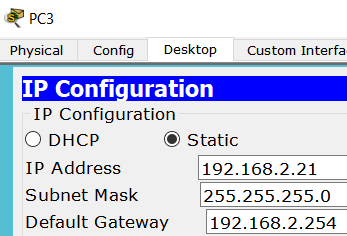 PC3
Physical Config Desktop Custom Interfa
IP Configuration
IP Configuration
DHCP Static
IP Address 192.168.2.21
Subnet Mask 255.255.255.0
Default Gateway 192.168.2.254